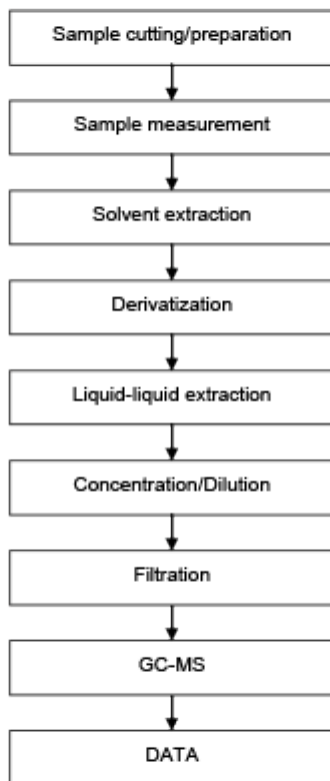 Sample cutting/preparation
Sample measurement
Solvent extraction
Derivatization
Liquid-liquid extraction
Concentration/Dilution
Filtration
GC-MS
DATA